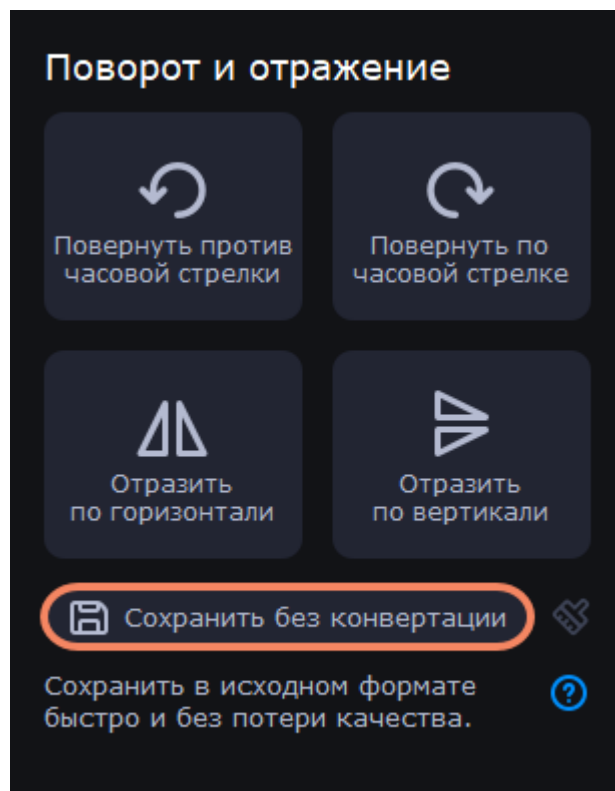 Поворот и отражение
Повернуть против
часовой стрелки
Повернуть по
часовой стрелке
Отразить
по горизонтали
Отразить
по вертикали
Сохранить без конвертации
Сохранить в исходном формате
быстро и без потери качества.
?